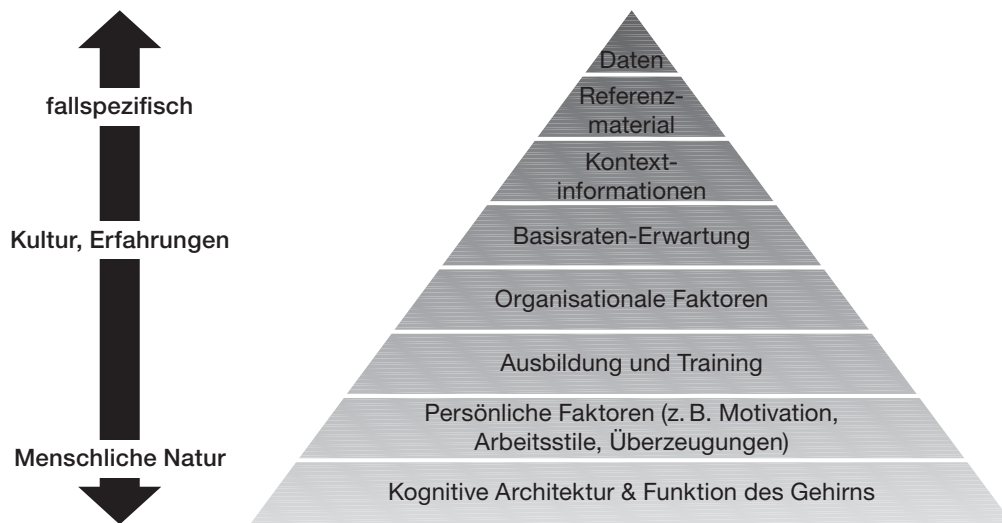 fallspezifisch
Kultur, Erfahrungen
Menschliche Natur
Daten
Referenz-
material
Kontext-
informationen
Basisraten-Erwartung
Organisationale Faktoren
Ausbildung und Training
Persönliche Faktoren (z. B. Motivation,
Arbeitsstile, Überzeugungen)
Kognitive Architektur & Funktion des Gehirns